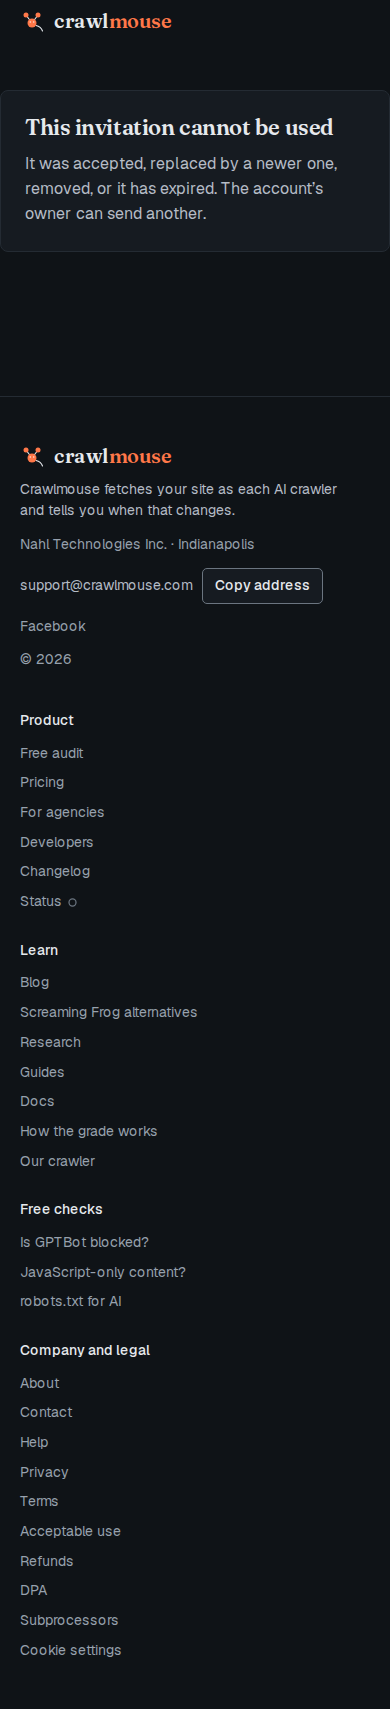 crawlmouse
This invitation cannot be used
It was accepted, replaced by a newer one,
removed, or it has expired. The account's
owner can send another.
crawlmouse
Crawlmouse fetches your site as each AI crawler
and tells you when that changes.
Nahl Technologies Inc. · Indianapolis
support@crawlmouse.com Copy address
Facebook
© 2026
Product
Free audit
Pricing
For agencies
Developers
Changelog
Status
Learn
Blog
Screaming Frog alternatives
Research
Guides
Docs
How the grade works
Our crawler
Free checks
Is GPTBot blocked?
JavaScript-only content?
robots.txt for AI
Company and legal
About
Contact
Help
Privacy
Terms
Acceptable use
Refunds
DPA
Subprocessors
Cookie settings